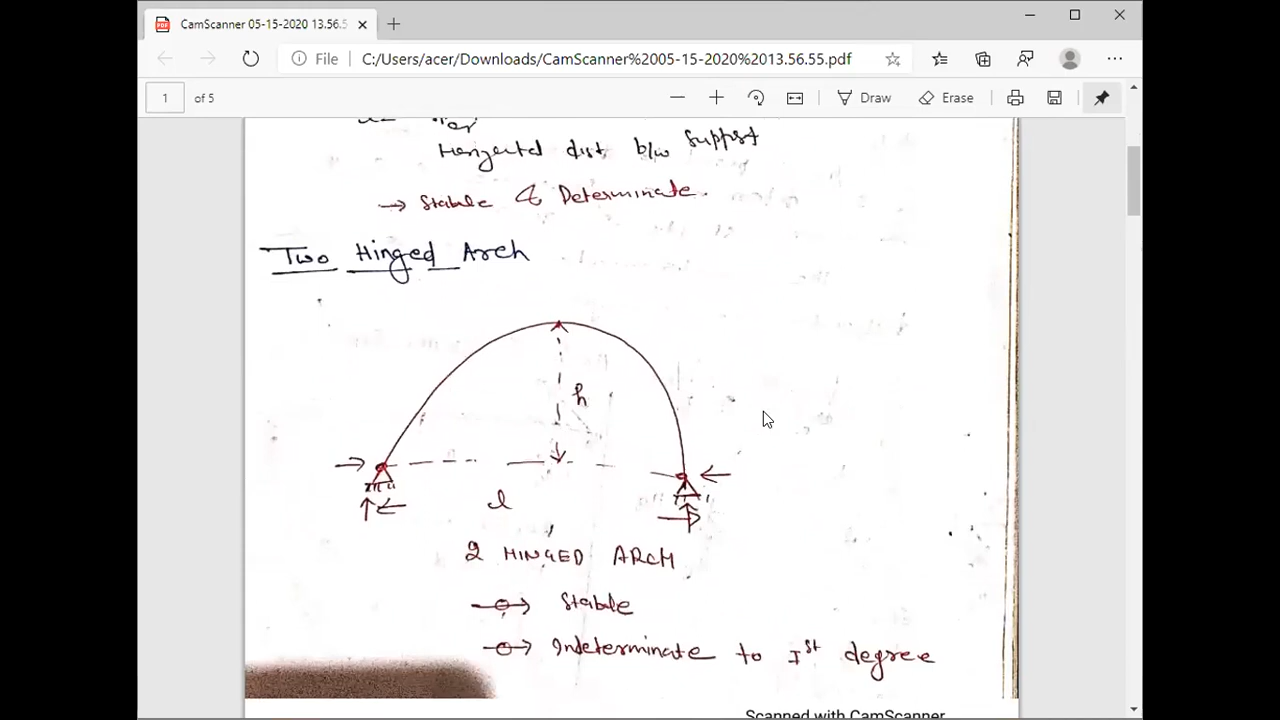 CamScanner 05-15-2020 13.56.5
File C:/Users/acer/Downloads/CamScanner%2005-15-2020%2013.56.55.pdf
1 of 5 Draw Erase
Horizontal dist. b/w support
→ Stable & Determinate.
Two Hinged Arch
h
l
2 HINGED ARCH
Stable
Indeterminate to Ist degree
Scanned with CamScanner